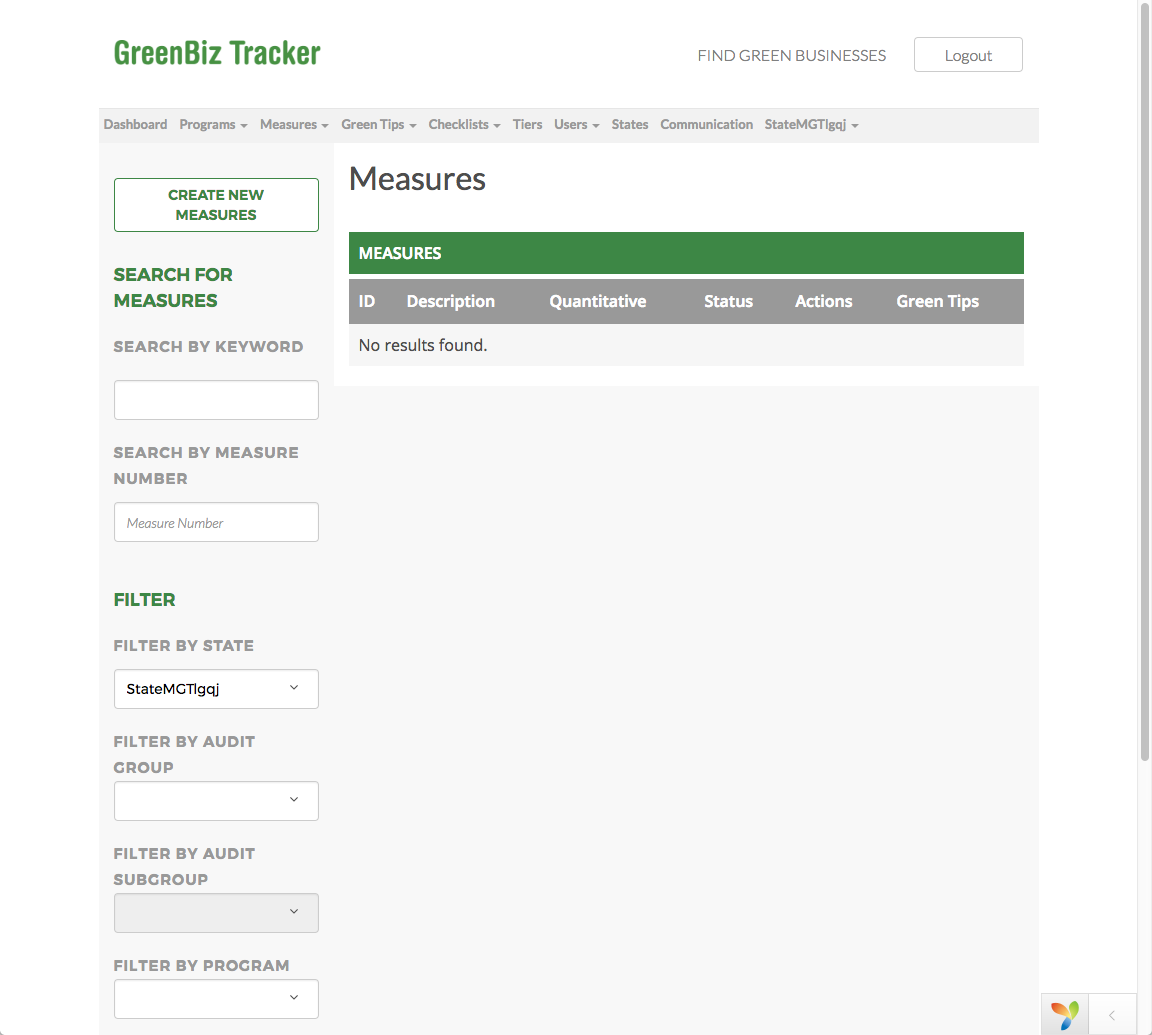 GreenBiz Tracker
FIND GREEN BUSINESSES
Logout
Dashboard Programs Measures Green Tips Checklists Tiers Users States Communication StateMGTlgqj
CREATE NEW
MEASURES
SEARCH FOR
MEASURES
SEARCH BY KEYWORD
SEARCH BY MEASURE
NUMBER
Measure Number
FILTER
FILTER BY STATE
StateMGTlgqj
FILTER BY AUDIT
GROUP
FILTER BY AUDIT
SUBGROUP
FILTER BY PROGRAM
Measures
MEASURES
ID Description Quantitative Status Actions Green Tips
No results found.